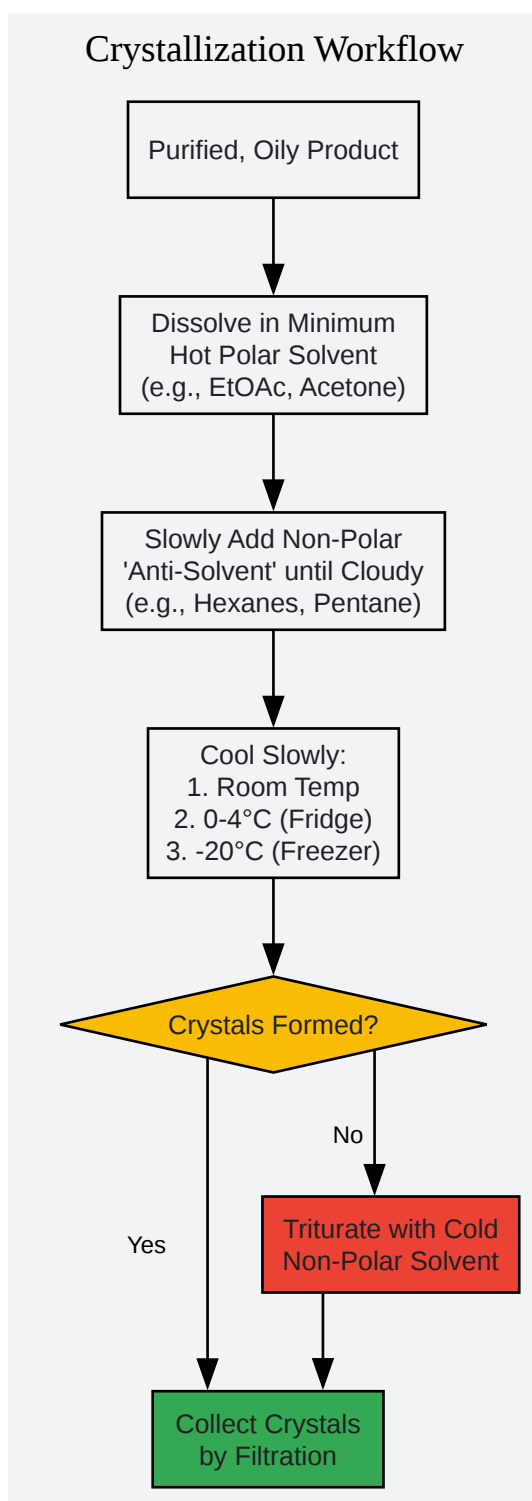 Crystallization Workflow
Purified, Oily Product
Dissolve in Minimum
Hot Polar Solvent
(e.g., EtOAc, Acetone)
Slowly Add Non-Polar
'Anti-Solvent' until Cloudy
(e.g., Hexanes, Pentane)
Cool Slowly:
1. Room Temp
2. 0-4°C (Fridge)
3. -20°C (Freezer)
Crystals Formed?
No
Triturate with Cold
Non-Polar Solvent
Yes
Collect Crystals
by Filtration